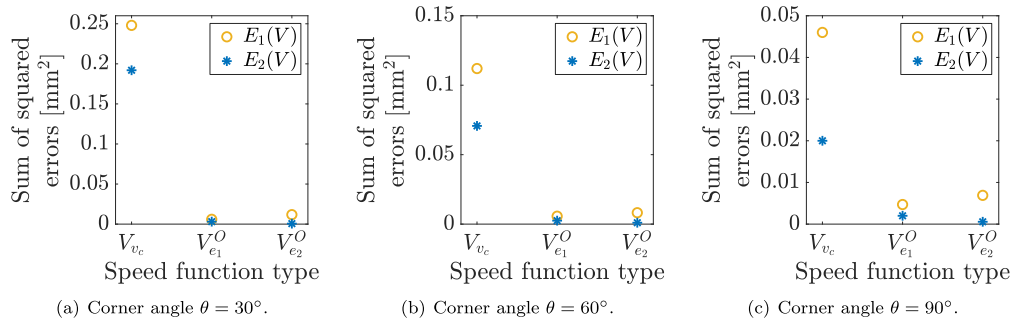 0.25
0.2
0.15
0.1
0.05
0
Sum of squared
errors [mm²]
E₁(V)
E₂(V)
V_{v_c} V^O_{e_1} V^O_{e_2}
Speed function type
(a) Corner angle θ = 30°.
0.15
0.1
0.05
0
Sum of squared
errors [mm²]
E₁(V)
E₂(V)
V_{v_c} V^O_{e_1} V^O_{e_2}
Speed function type
(b) Corner angle θ = 60°.
0.05
0.04
0.03
0.02
0.01
0
Sum of squared
errors [mm²]
E₁(V)
E₂(V)
V_{v_c} V^O_{e_1} V^O_{e_2}
Speed function type
(c) Corner angle θ = 90°.